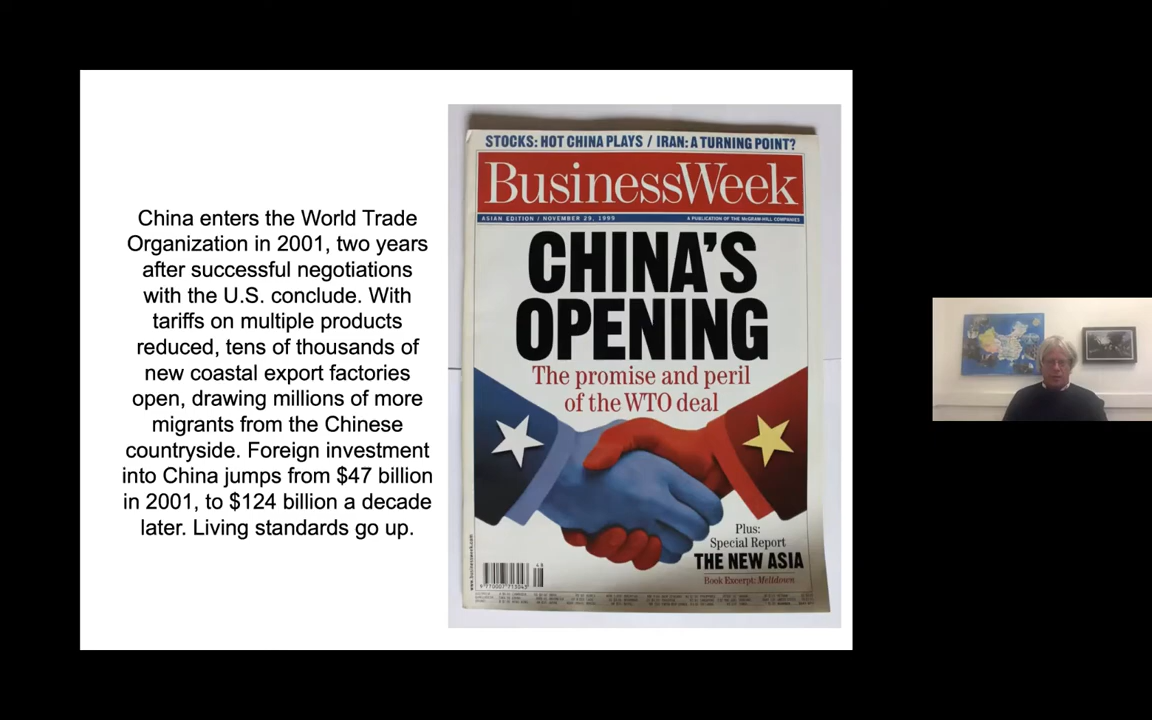 China enters the World Trade
Organization in 2001, two years
after successful negotiations
with the U.S. conclude. With
tariffs on multiple products
reduced, tens of thousands of
new coastal export factories
open, drawing millions of more
migrants from the Chinese
countryside. Foreign investment
into China jumps from $47 billion
in 2001, to $124 billion a decade
later. Living standards go up.
STOCKS: HOT CHINA PLAYS / IRAN: A TURNING POINT?
BusinessWeek
ASIAN EDITION / NOVEMBER 29, 1999
A PUBLICATION OF THE McGRAW-HILL COMPANIES
CHINA'S
OPENING
The promise and peril
of the WTO deal
Plus:
Special Report
THE NEW ASIA
Book Excerpt: Meltdown
www.businessweek.com
48